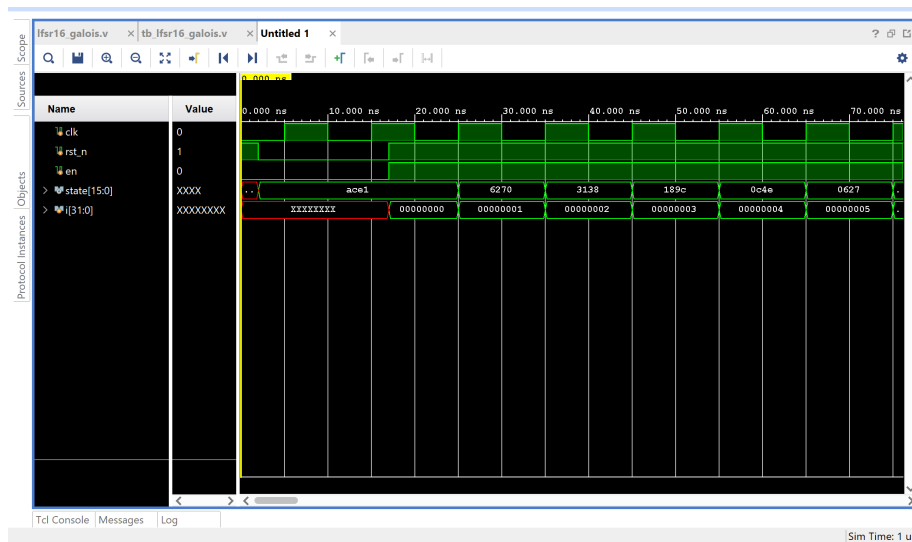 lfsr16_galois.v × tb_lfsr16_galois.v × Untitled 1 × ?
Scope
Sources
Objects
Protocol Instances
0.000 ns
Name Value 0.000 ns 10.000 ns 20.000 ns 30.000 ns 40.000 ns 50.000 ns 60.000 ns 70.000 ns
clk 0
rst_n 1
en 0
state[15:0] XXXX .. ace1 6270 3138 189c 0c4e 0627 .
i[31:0] XXXXXXXX XXXXXXXX 00000000 00000001 00000002 00000003 00000004 00000005 .
Tcl Console Messages Log
Sim Time: 1 u